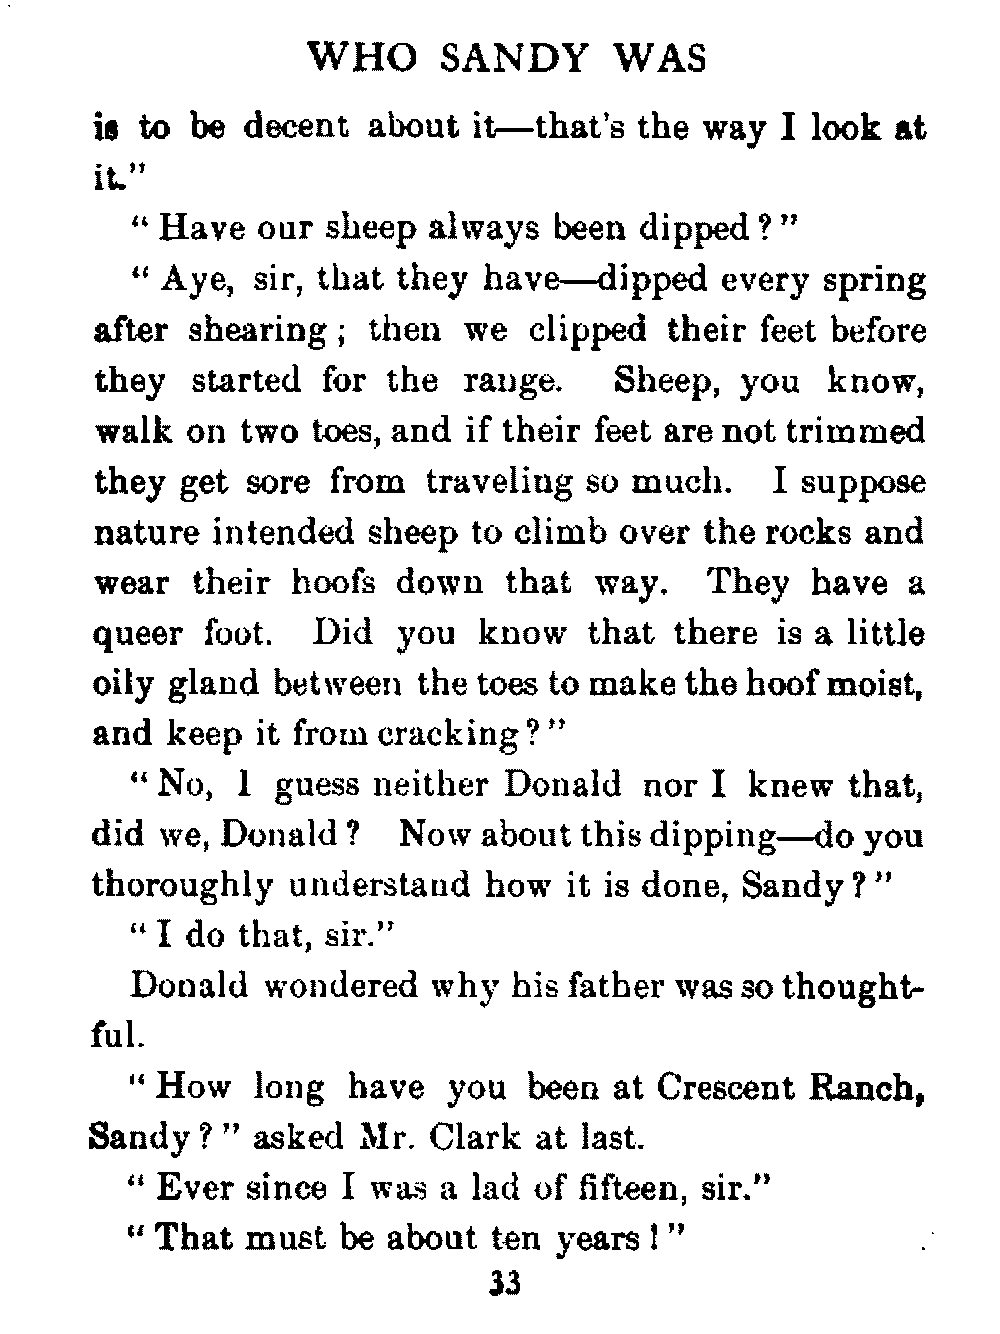 WHO SANDY WAS
is to be decent about it—that's the way I look at
it."
" Have our sheep always been dipped ? "
" Aye, sir, that they have—dipped every spring
after shearing ; then we clipped their feet before
they started for the range. Sheep, you know,
walk on two toes, and if their feet are not trimmed
they get sore from traveling so much. I suppose
nature intended sheep to climb over the rocks and
wear their hoofs down that way. They have a
queer foot. Did you know that there is a little
oily gland between the toes to make the hoof moist,
and keep it from cracking ? "
" No, I guess neither Donald nor I knew that,
did we, Donald ? Now about this dipping—do you
thoroughly understand how it is done, Sandy ? "
" I do that, sir."
Donald wondered why his father was so thought-
ful.
" How long have you been at Crescent Ranch,
Sandy ? " asked Mr. Clark at last.
" Ever since I was a lad of fifteen, sir."
" That must be about ten years ! "
33